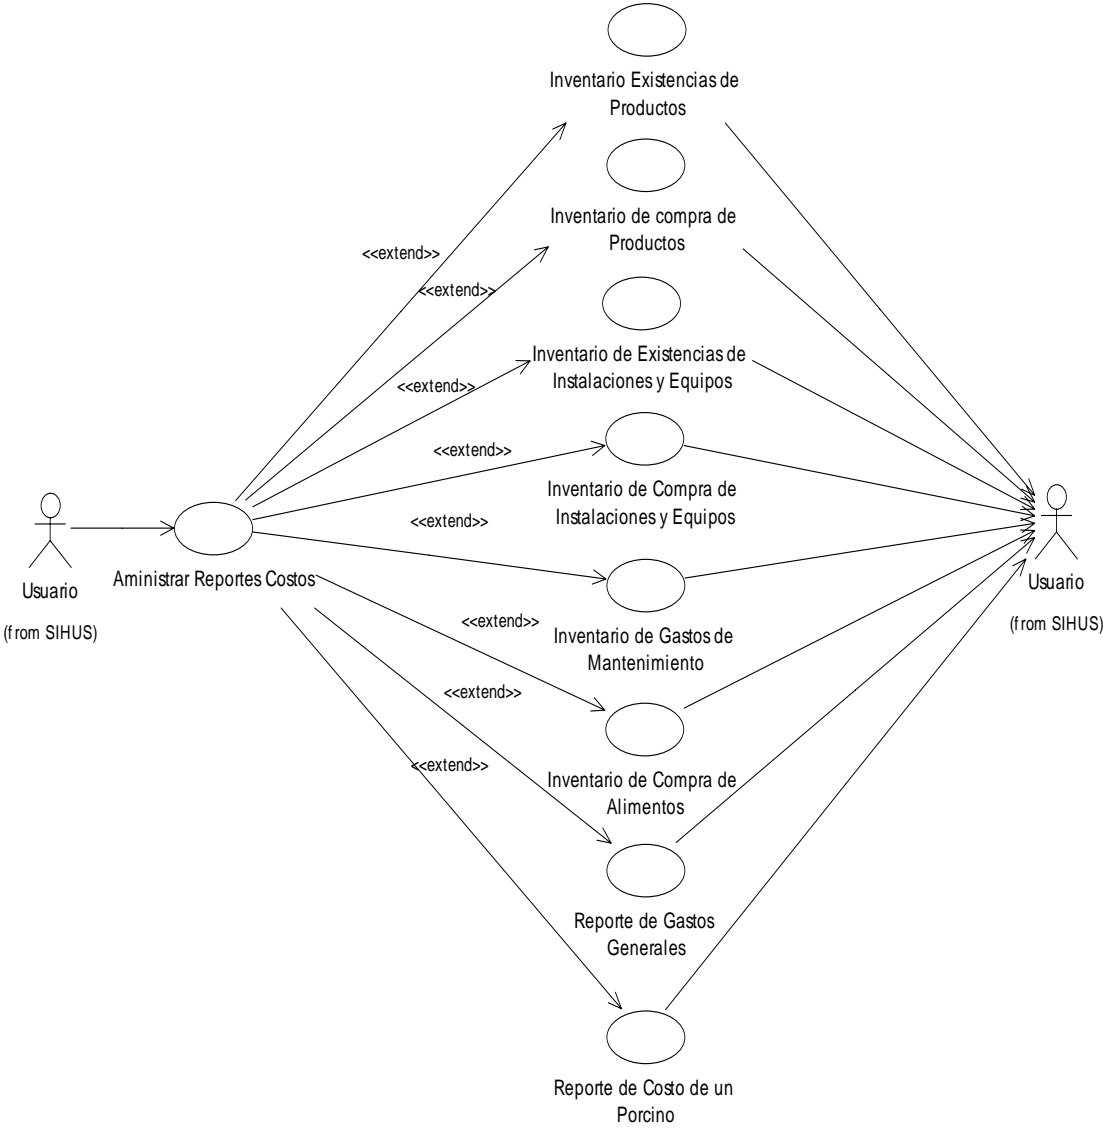 Inventario Existencias de
Productos
Inventario de compra de
Productos
<<extend>>
<<extend>>
Inventario de Existencias de
Instalaciones y Equipos
<<extend>>
<<extend>>
Inventario de Compra de
Instalaciones y Equipos
<<extend>>
Usuario
(from SIHUS)
Aministrar Reportes Costos
Usuario
(from SIHUS)
<<extend>>
Inventario de Gastos de
Mantenimiento
<<extend>>
<<extend>>
Inventario de Compra de
Alimentos
Reporte de Gastos
Generales
Reporte de Costo de un
Porcino